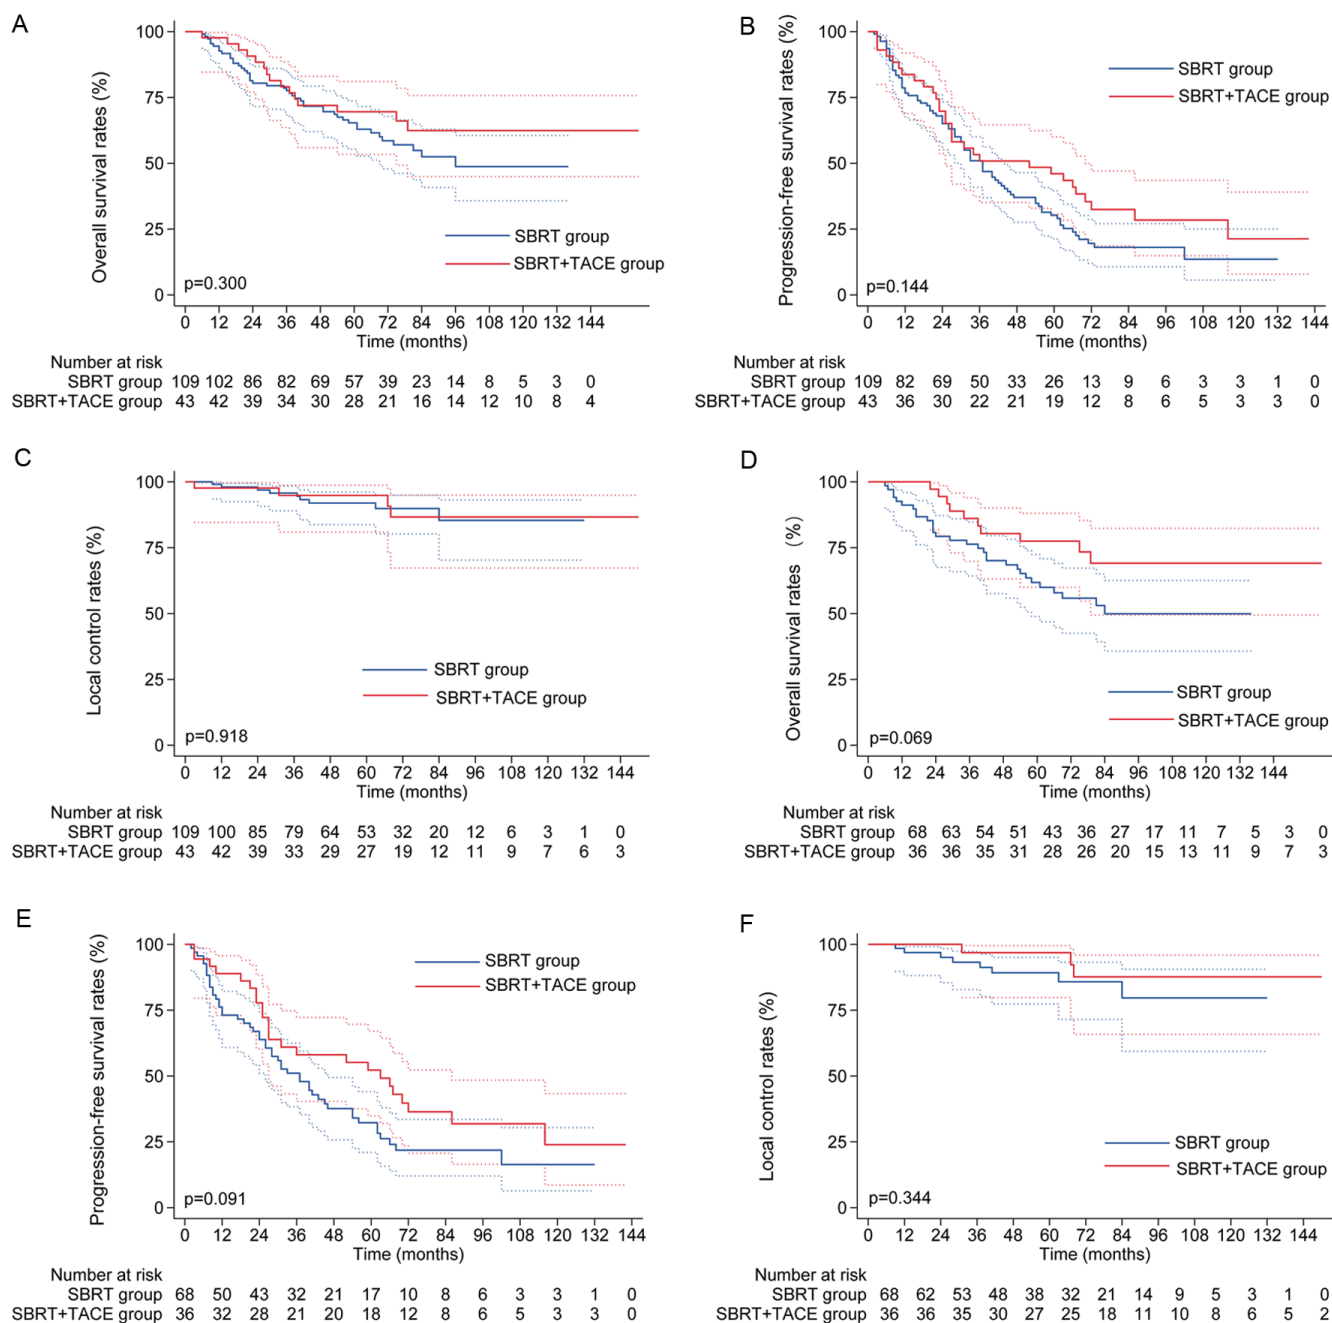 A
100
75
50
25
0
Overall survival rates (%)
SBRT group
SBRT+TACE group
p=0.300
0 12 24 36 48 60 72 84 96 108 120 132 144
Time (months)
Number at risk
SBRT group 109 102 86 82 69 57 39 23 14 8 5 3 0
SBRT+TACE group 43 42 39 34 30 28 21 16 14 12 10 8 4
B
100
75
50
25
0
Progression-free survival rates (%)
SBRT group
SBRT+TACE group
p=0.144
0 12 24 36 48 60 72 84 96 108 120 132 144
Time (months)
Number at risk
SBRT group 109 82 69 50 33 26 13 9 6 3 3 1 0
SBRT+TACE group 43 36 30 22 21 19 12 8 6 5 3 3 0
C
100
75
50
25
0
Local control rates (%)
SBRT group
SBRT+TACE group
p=0.918
0 12 24 36 48 60 72 84 96 108 120 132 144
Time (months)
Number at risk
SBRT group 109 100 85 79 64 53 32 20 12 6 3 1 0
SBRT+TACE group 43 42 39 33 29 27 19 12 11 9 7 6 3
D
100
75
50
25
0
Overall survival rates (%)
SBRT group
SBRT+TACE group
p=0.069
0 12 24 36 48 60 72 84 96 108 120 132 144
Time (months)
Number at risk
SBRT group 68 63 54 51 43 36 27 17 11 7 5 3 0
SBRT+TACE group 36 36 35 31 28 26 20 15 13 11 9 7 3
E
100
75
50
25
0
Progression-free survival rates (%)
SBRT group
SBRT+TACE group
p=0.091
0 12 24 36 48 60 72 84 96 108 120 132 144
Time (months)
Number at risk
SBRT group 68 50 43 32 21 17 10 8 6 3 3 1 0
SBRT+TACE group 36 32 28 21 20 18 12 8 6 5 3 3 0
F
100
75
50
25
0
Local control rates (%)
SBRT group
SBRT+TACE group
p=0.344
0 12 24 36 48 60 72 84 96 108 120 132 144
Time (months)
Number at risk
SBRT group 68 62 53 48 38 32 21 14 9 5 3 1 0
SBRT+TACE group 36 36 35 30 27 25 18 11 10 8 6 5 2